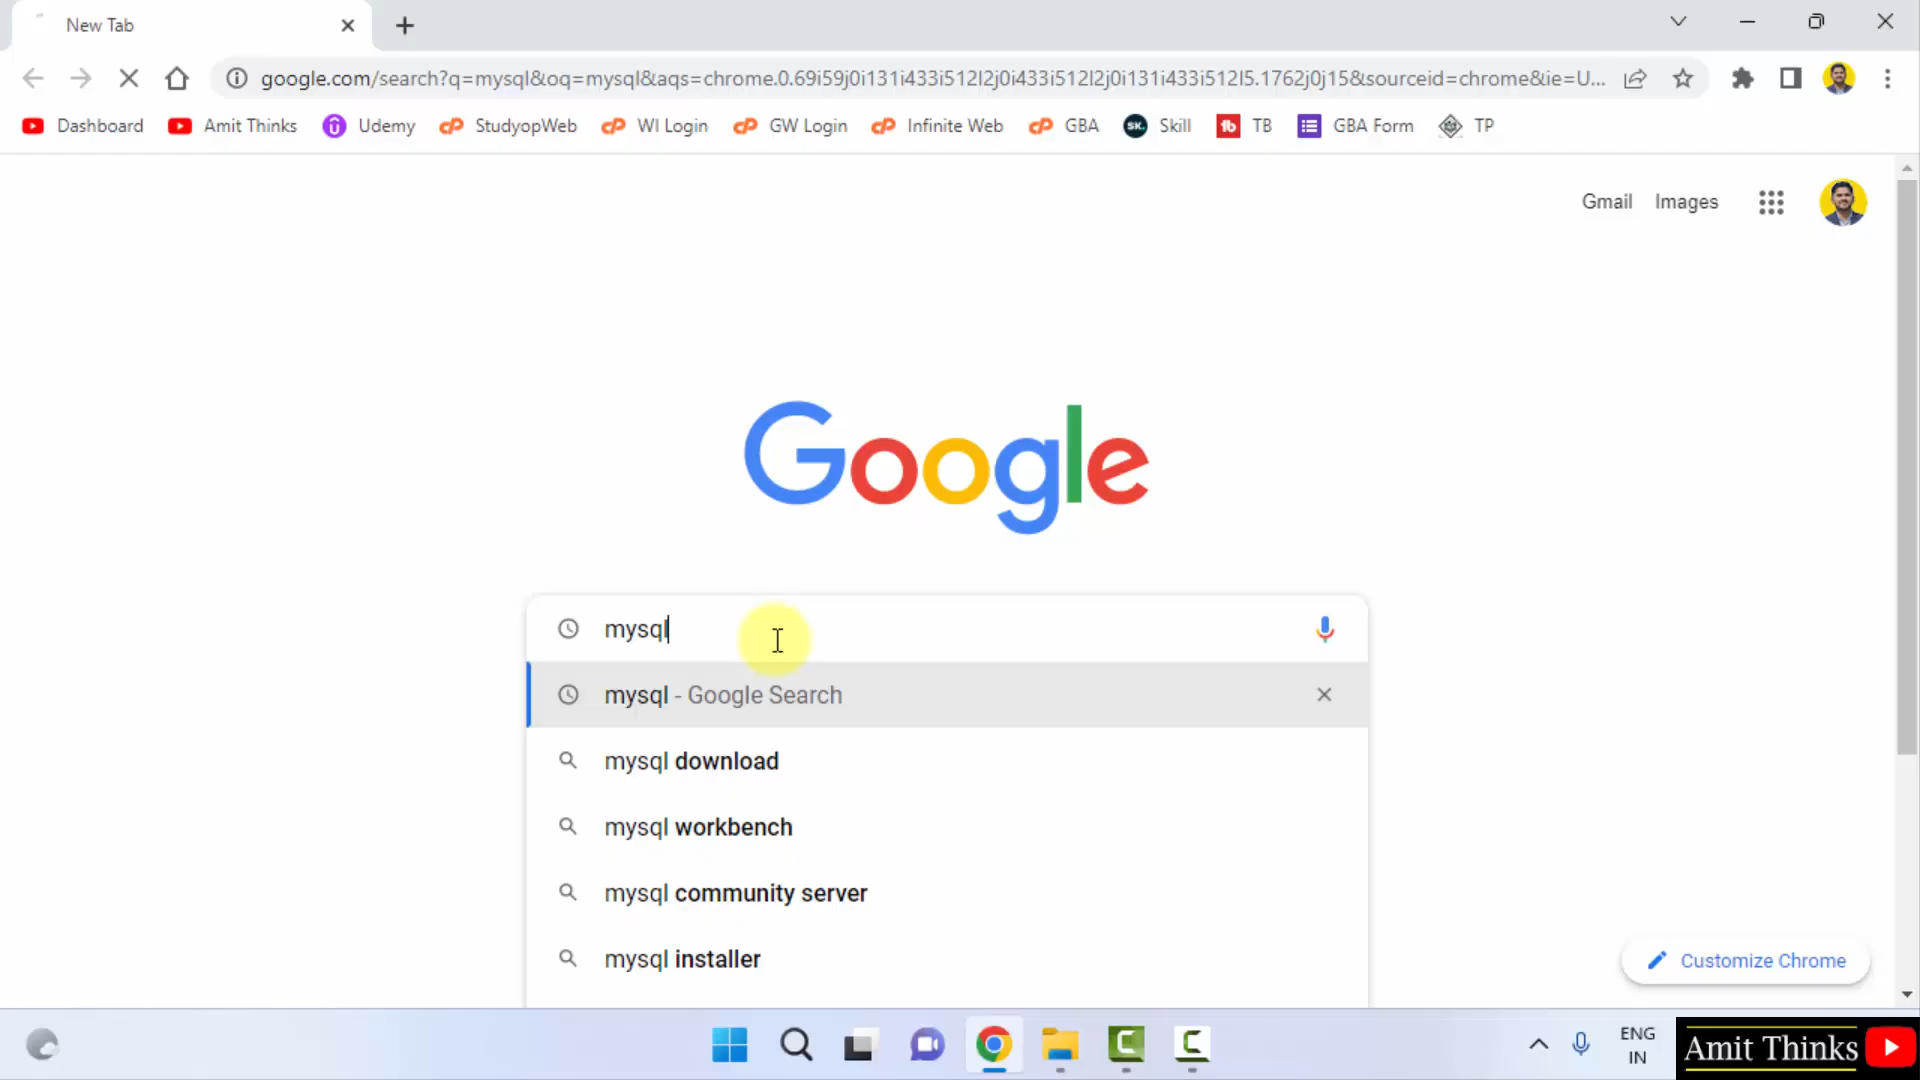 New Tab
google.com/search?q=mysql&oq=mysql&aqs=chrome.0.69i59j0i131i433i512l2j0i433i512l2j0i131i433i512l5.1762j0j15&sourceid=chrome&ie=U...
Dashboard Amit Thinks Udemy StudyopWeb WI Login GW Login Infinite Web GBA SK. Skill TB GBA Form TP
Gmail Images
Google
mysql
mysql - Google Search
mysql download
mysql workbench
mysql community server
mysql installer
Customize Chrome
ENG
IN
Amit Thinks